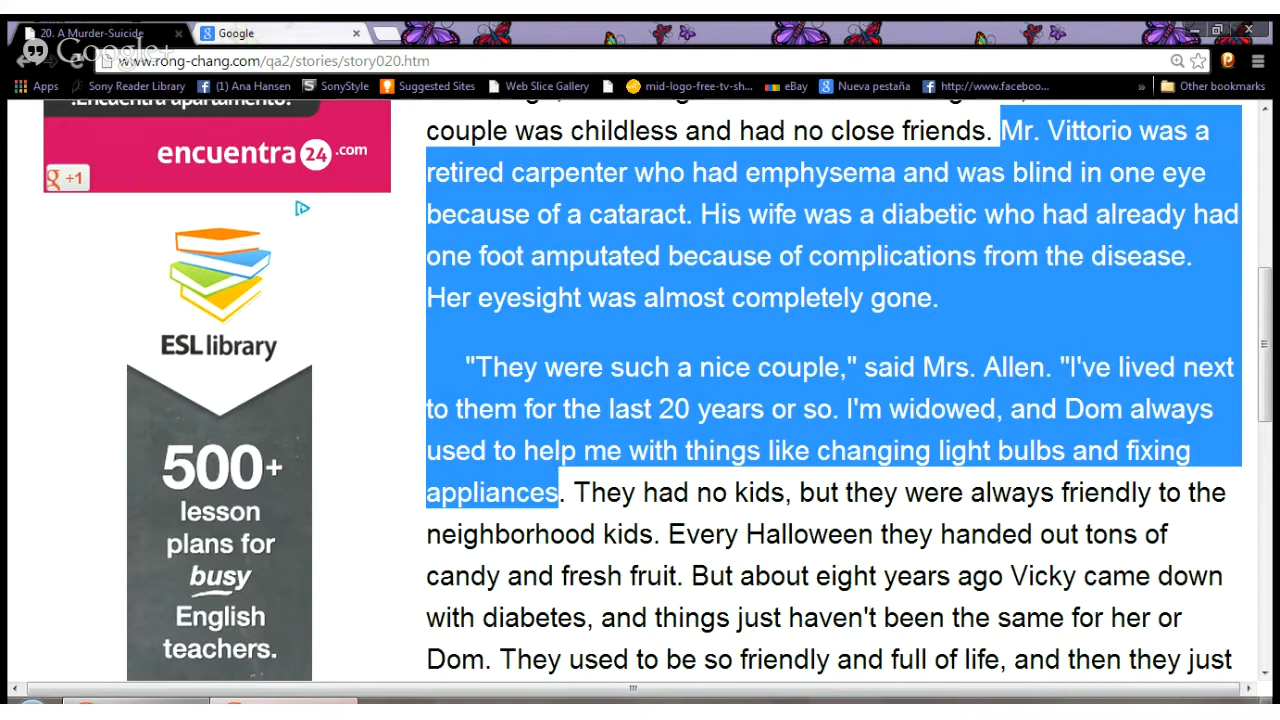 20. A Murder-Suicide
Google
Google+
www.rong-chang.com/qa2/stories/story020.htm
Apps
Sony Reader Library
(1) Ana Hansen
SonyStyle
Suggested Sites
Web Slice Gallery
mid-logo-free-tv-sh...
eBay
Nueva pestaña
http://www.faceboo...
»
Other bookmarks
¡Encuentra apartamento!
encuentra24.com
g +1
ESL library
500+
lesson
plans for
busy
English
teachers.
couple was childless and had no close friends. Mr. Vittorio was a
retired carpenter who had emphysema and was blind in one eye
because of a cataract. His wife was a diabetic who had already had
one foot amputated because of complications from the disease.
Her eyesight was almost completely gone.
"They were such a nice couple," said Mrs. Allen. "I've lived next
to them for the last 20 years or so. I'm widowed, and Dom always
used to help me with things like changing light bulbs and fixing
appliances. They had no kids, but they were always friendly to the
neighborhood kids. Every Halloween they handed out tons of
candy and fresh fruit. But about eight years ago Vicky came down
with diabetes, and things just haven't been the same for her or
Dom. They used to be so friendly and full of life, and then they just